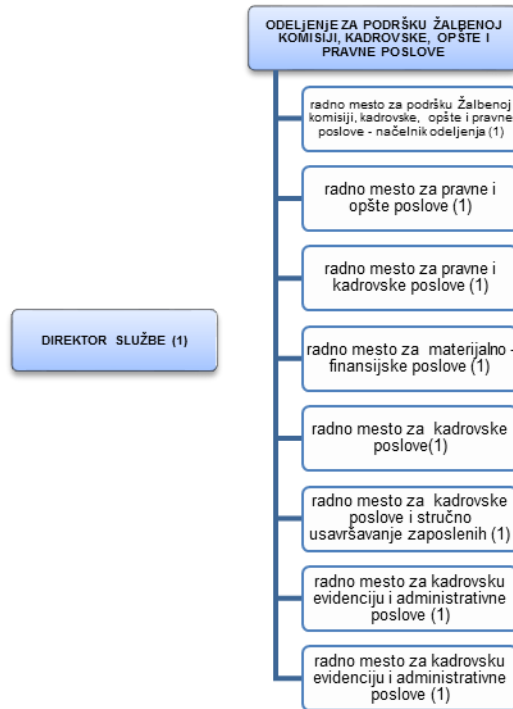 ODELjENjE ZA PODRŠKU ŽALBENOJ
KOMISIJI, KADROVSKE, OPŠTE I
PRAVNE POSLOVE
radno mesto za podršku Žalbenoj
komisiji, kadrovske, opšte i pravne
poslove - načelnik odeljenja (1)
radno mesto za pravne i
opšte poslove (1)
radno mesto za pravne i
kadrovske poslove (1)
DIREKTOR SLUŽBE (1)
radno mesto za materijalno -
finansijske poslove (1)
radno mesto za kadrovske
poslove(1)
radno mesto za kadrovske
poslove i stručno
usavršavanje zaposlenih (1)
radno mesto za kadrovsku
evidenciju i administrativne
poslove (1)
radno mesto za kadrovsku
evidenciju i administrativne
poslove (1)